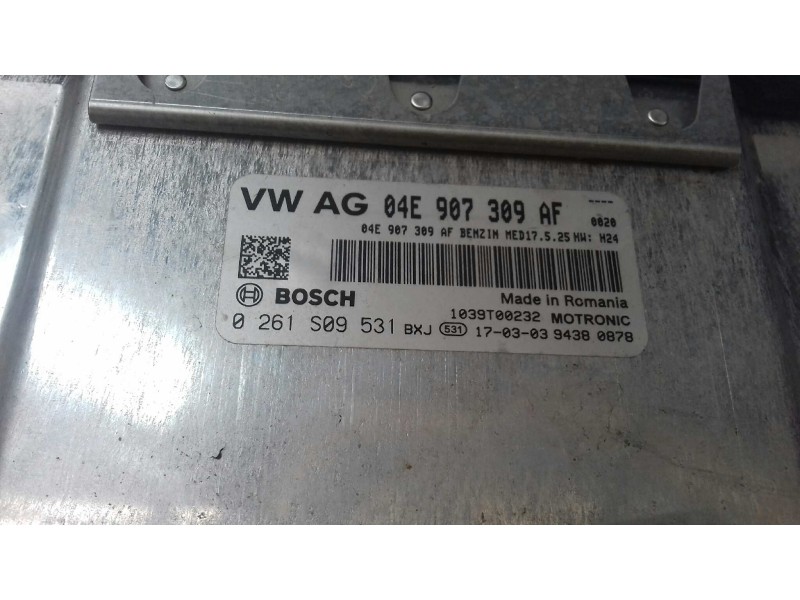 VW AG 04E 907 309 AF ----
0020
04E 907 309 AF BENZIN MED17.5.25 HW: H24
BOSCH
Made in Romania
1039T00232 MOTRONIC
0 261 S09 531 BXJ 531 17-03-03 9438 0878